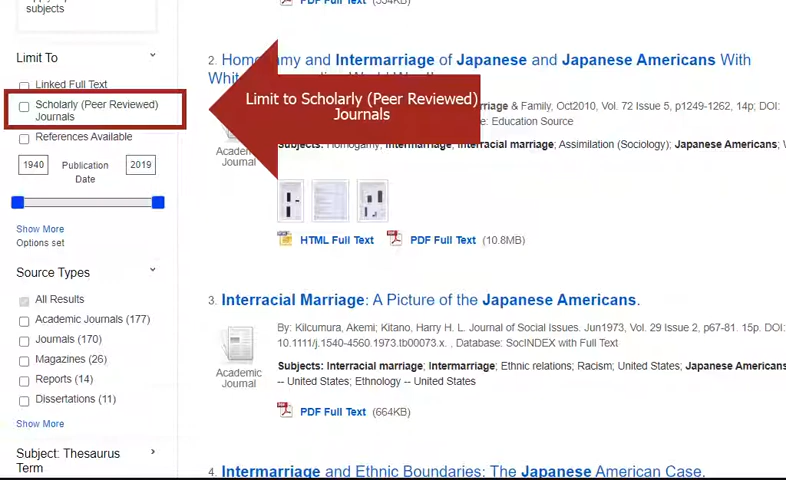 subjects
Limit To
Linked Full Text
Scholarly (Peer Reviewed)
Journals
References Available
1940 Publication 2019
Date
Show More
Options set
Source Types
All Results
Academic Journals (177)
Journals (170)
Magazines (26)
Reports (14)
Dissertations (11)
Show More
Subject: Thesaurus
Term
PDF Full Text
2. Homogamy and Intermarriage of Japanese and Japanese Americans With
Limit to Scholarly (Peer Reviewed)
Journals
& Family, Oct2010, Vol. 72 Issue 5, p1249-1262, 14p; DOI:
Education Source
Subjects: Homogamy; Intermarriage; Interracial marriage; Assimilation (Sociology); Japanese Americans;
Academic
Journal
HTML Full Text PDF Full Text (10.8MB)
3. Interracial Marriage: A Picture of the Japanese Americans.
By: Kilcumura, Akemi; Kitano, Harry H. L. Journal of Social Issues. Jun1973, Vol. 29 Issue 2, p67-81. 15p. DOI:
10.1111/j.1540-4560.1973.tb00073.x. , Database: SocINDEX with Full Text
Subjects: Interracial marriage; Intermarriage; Ethnic relations; Racism; United States; Japanese Americans
-- United States; Ethnology -- United States
Academic
Journal
PDF Full Text (664KB)
4. Intermarriage and Ethnic Boundaries: The Japanese American Case.